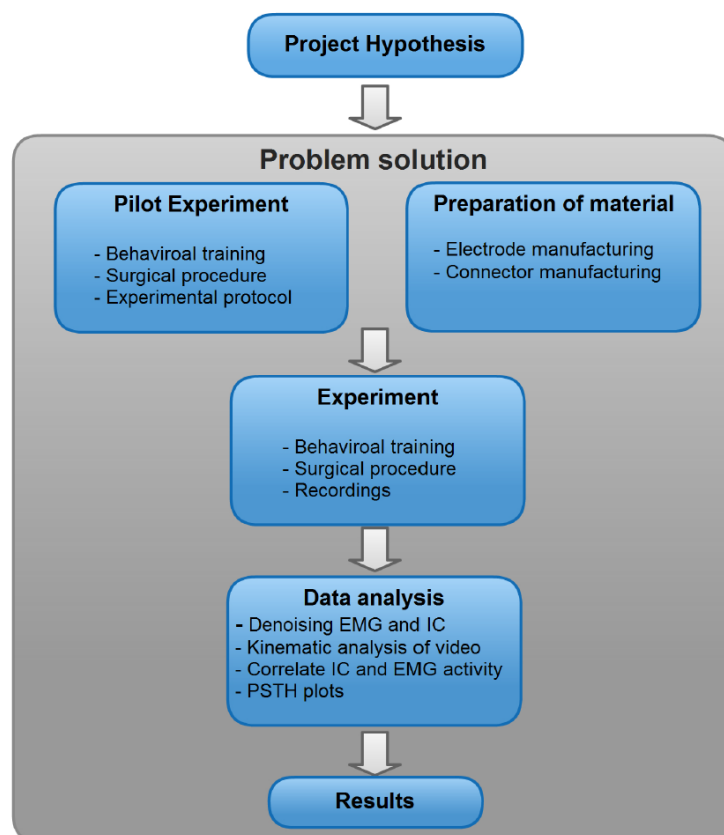 Project Hypothesis
Problem solution
Pilot Experiment
- Behaviroal training
- Surgical procedure
- Experimental protocol
Preparation of material
- Electrode manufacturing
- Connector manufacturing
Experiment
- Behaviroal training
- Surgical procedure
- Recordings
Data analysis
- Denoising EMG and IC
- Kinematic analysis of video
- Correlate IC and EMG activity
- PSTH plots
Results